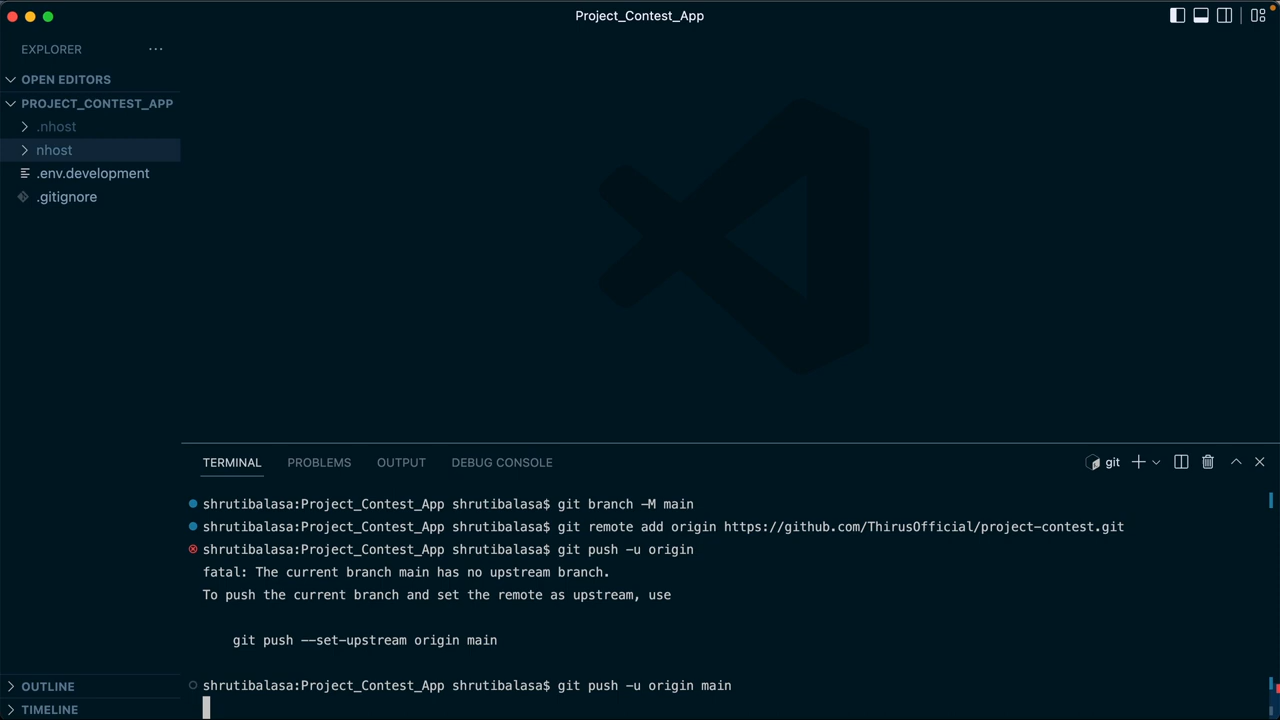 Project_Contest_App
EXPLORER
OPEN EDITORS
PROJECT_CONTEST_APP
.nhost
nhost
.env.development
.gitignore
OUTLINE
TIMELINE
TERMINAL PROBLEMS OUTPUT DEBUG CONSOLE git
shrutibalasa:Project_Contest_App shrutibalasa$ git branch -M main
shrutibalasa:Project_Contest_App shrutibalasa$ git remote add origin https://github.com/ThirusOfficial/project-contest.git
shrutibalasa:Project_Contest_App shrutibalasa$ git push -u origin
fatal: The current branch main has no upstream branch.
To push the current branch and set the remote as upstream, use
git push --set-upstream origin main
shrutibalasa:Project_Contest_App shrutibalasa$ git push -u origin main